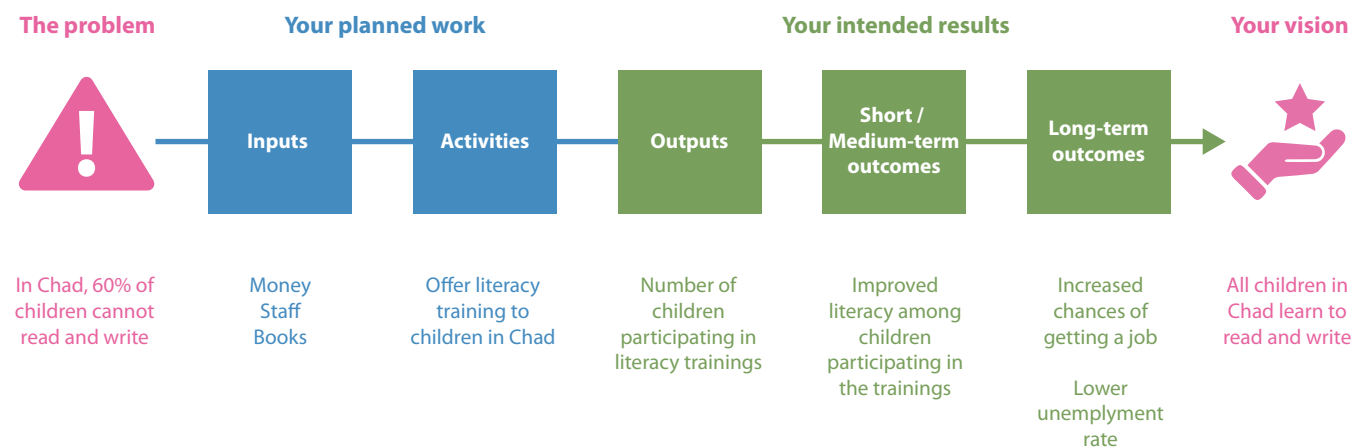 The problem
Your planned work
Your intended results
Your vision
Inputs
Activities
Outputs
Short /
Medium-term
outcomes
Long-term
outcomes
In Chad, 60% of
children cannot
read and write
Money
Staff
Books
Offer literacy
training to
children in Chad
Number of
children
participating in
literacy trainings
Improved
literacy among
children
participating in
the trainings
Increased
chances of
getting a job
Lower
unemplyment
rate
All children in
Chad learn to
read and write